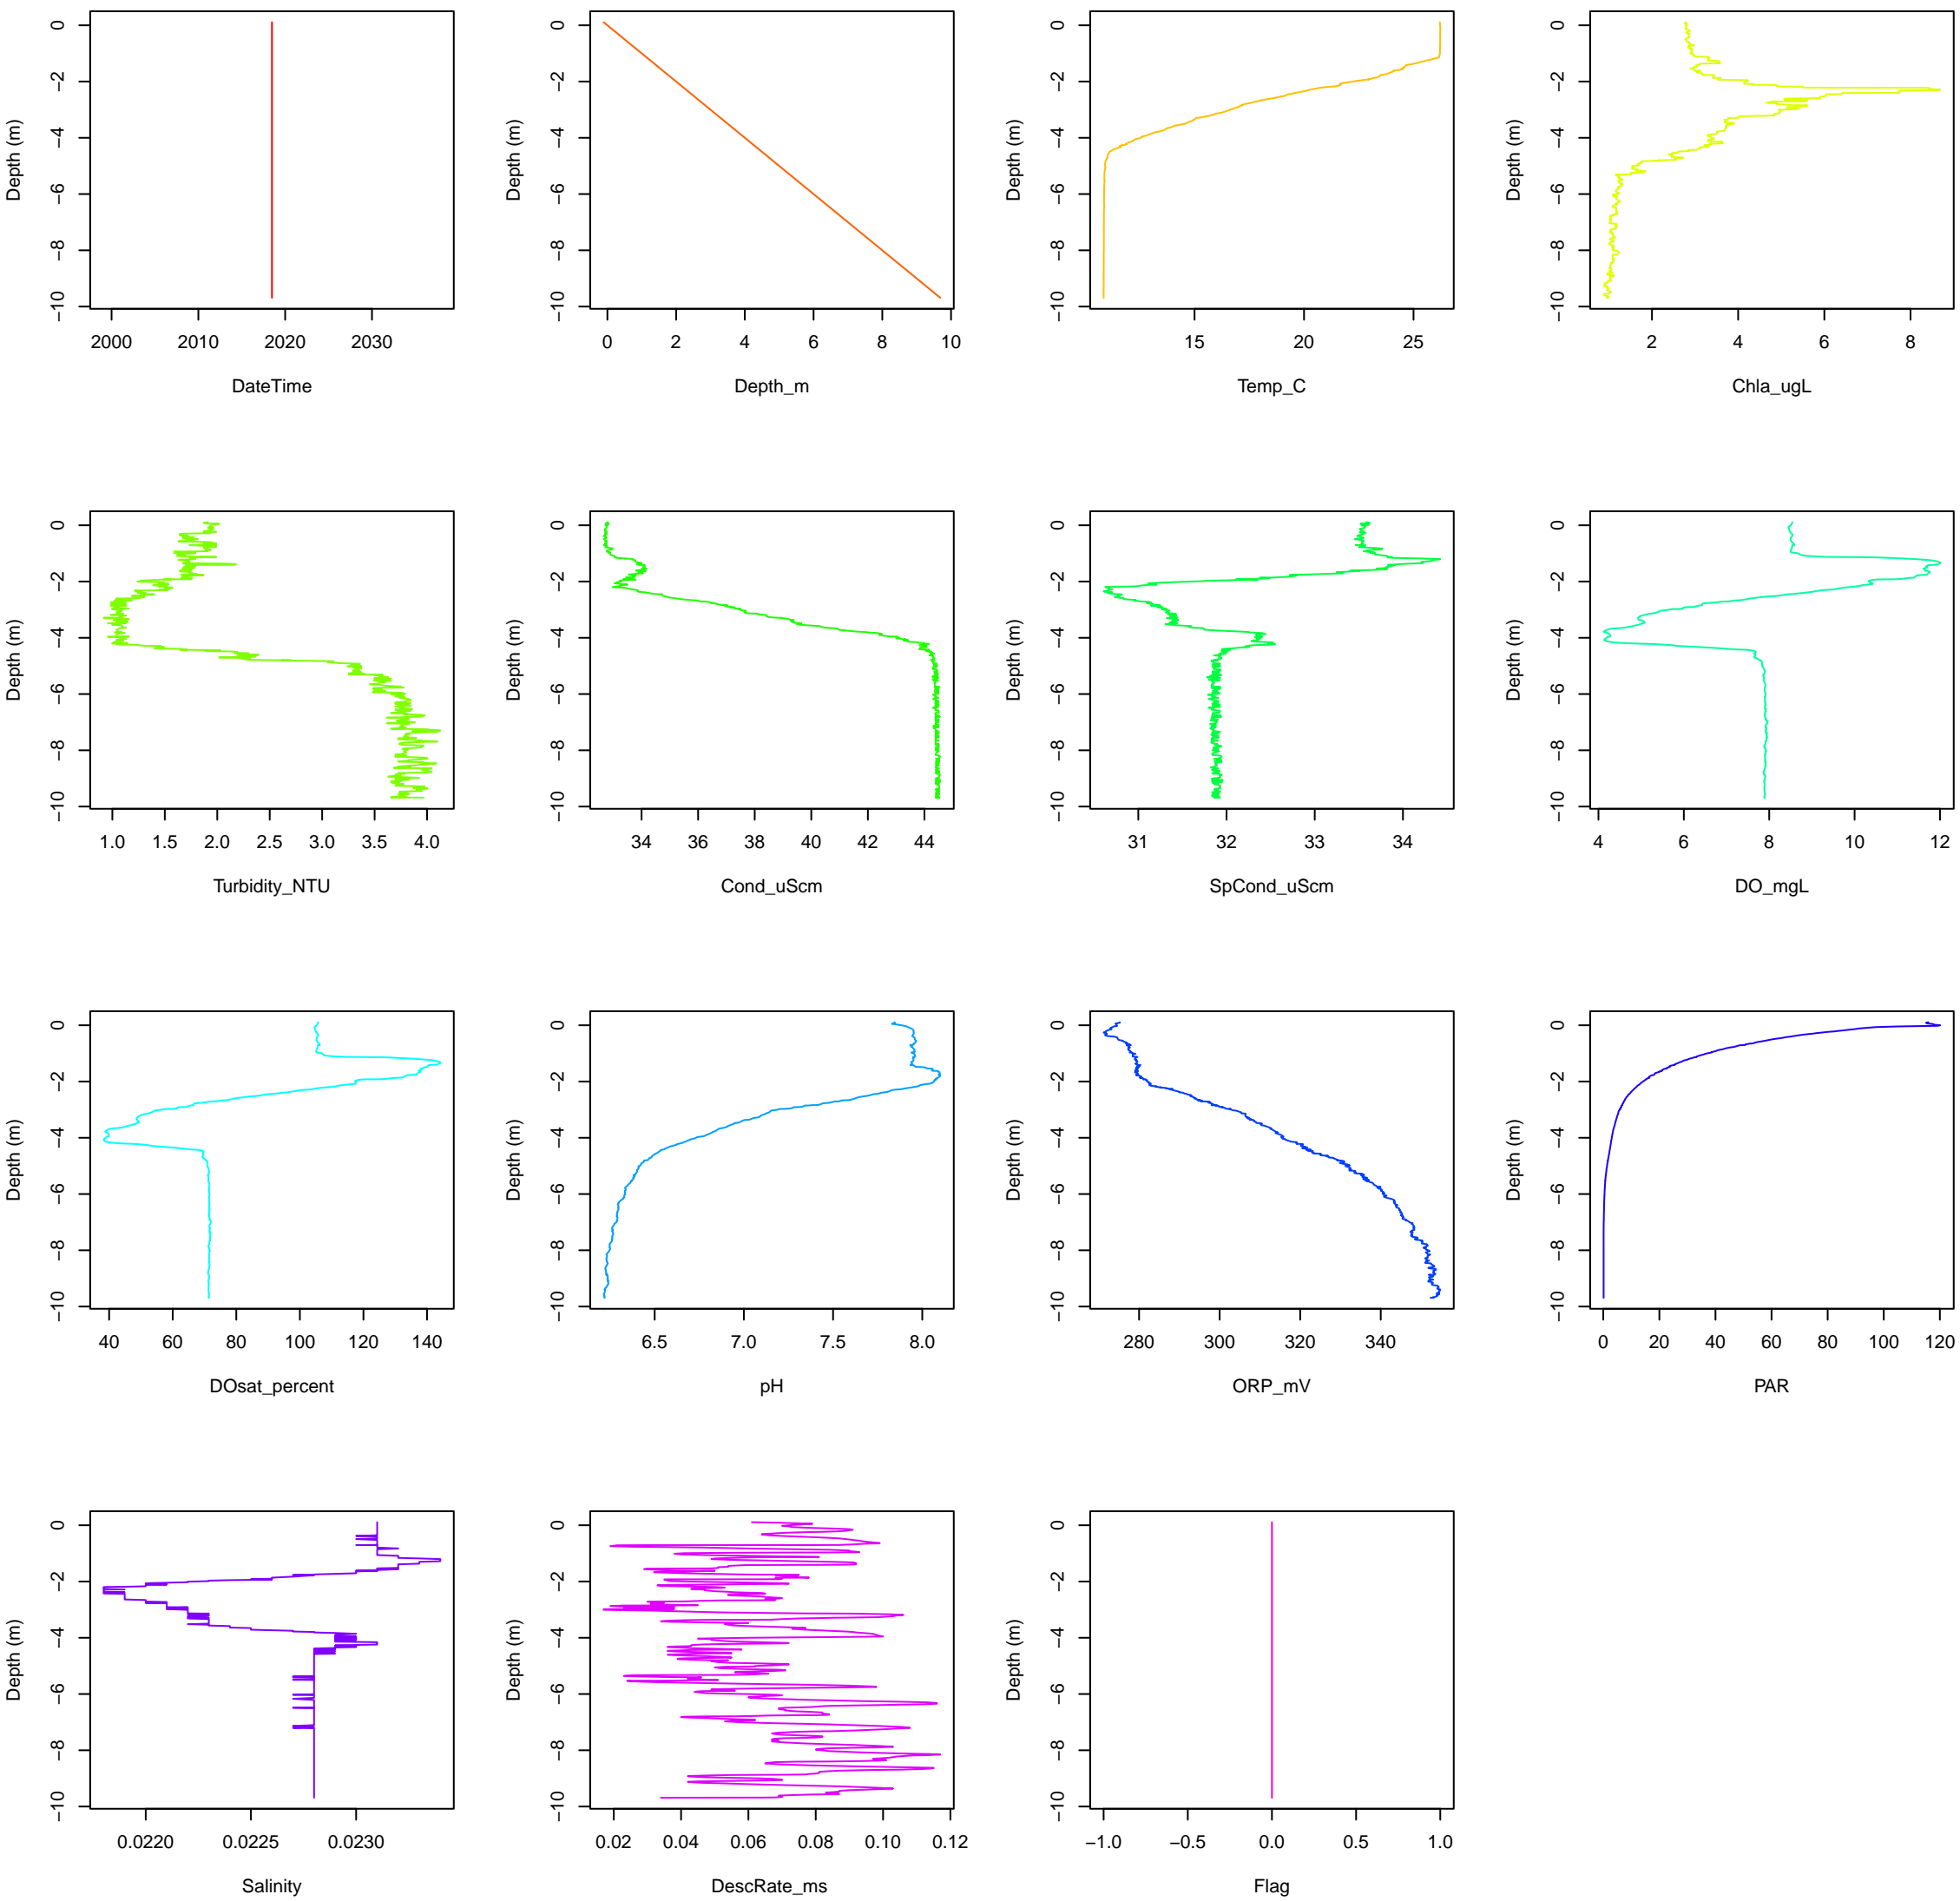 Depth (m)
0
−2
−4
−6
−8
−10
2000 2010 2020 2030
DateTime
Depth (m)
0
−2
−4
−6
−8
−10
0 2 4 6 8 10
Depth_m
Depth (m)
0
−2
−4
−6
−8
−10
15 20 25
Temp_C
Depth (m)
0
−2
−4
−6
−8
−10
2 4 6 8
Chla_ugL
Depth (m)
0
−2
−4
−6
−8
−10
1.0 1.5 2.0 2.5 3.0 3.5 4.0
Turbidity_NTU
Depth (m)
0
−2
−4
−6
−8
−10
34 36 38 40 42 44
Cond_uScm
Depth (m)
0
−2
−4
−6
−8
−10
31 32 33 34
SpCond_uScm
Depth (m)
0
−2
−4
−6
−8
−10
4 6 8 10 12
DO_mgL
Depth (m)
0
−2
−4
−6
−8
−10
40 60 80 100 120 140
DOsat_percent
Depth (m)
0
−2
−4
−6
−8
−10
6.5 7.0 7.5 8.0
pH
Depth (m)
0
−2
−4
−6
−8
−10
280 300 320 340
ORP_mV
Depth (m)
0
−2
−4
−6
−8
−10
0 20 40 60 80 100 120
PAR
Depth (m)
0
−2
−4
−6
−8
−10
0.0220 0.0225 0.0230
Salinity
Depth (m)
0
−2
−4
−6
−8
−10
0.02 0.04 0.06 0.08 0.10 0.12
DescRate_ms
Depth (m)
0
−2
−4
−6
−8
−10
−1.0 −0.5 0.0 0.5 1.0
Flag